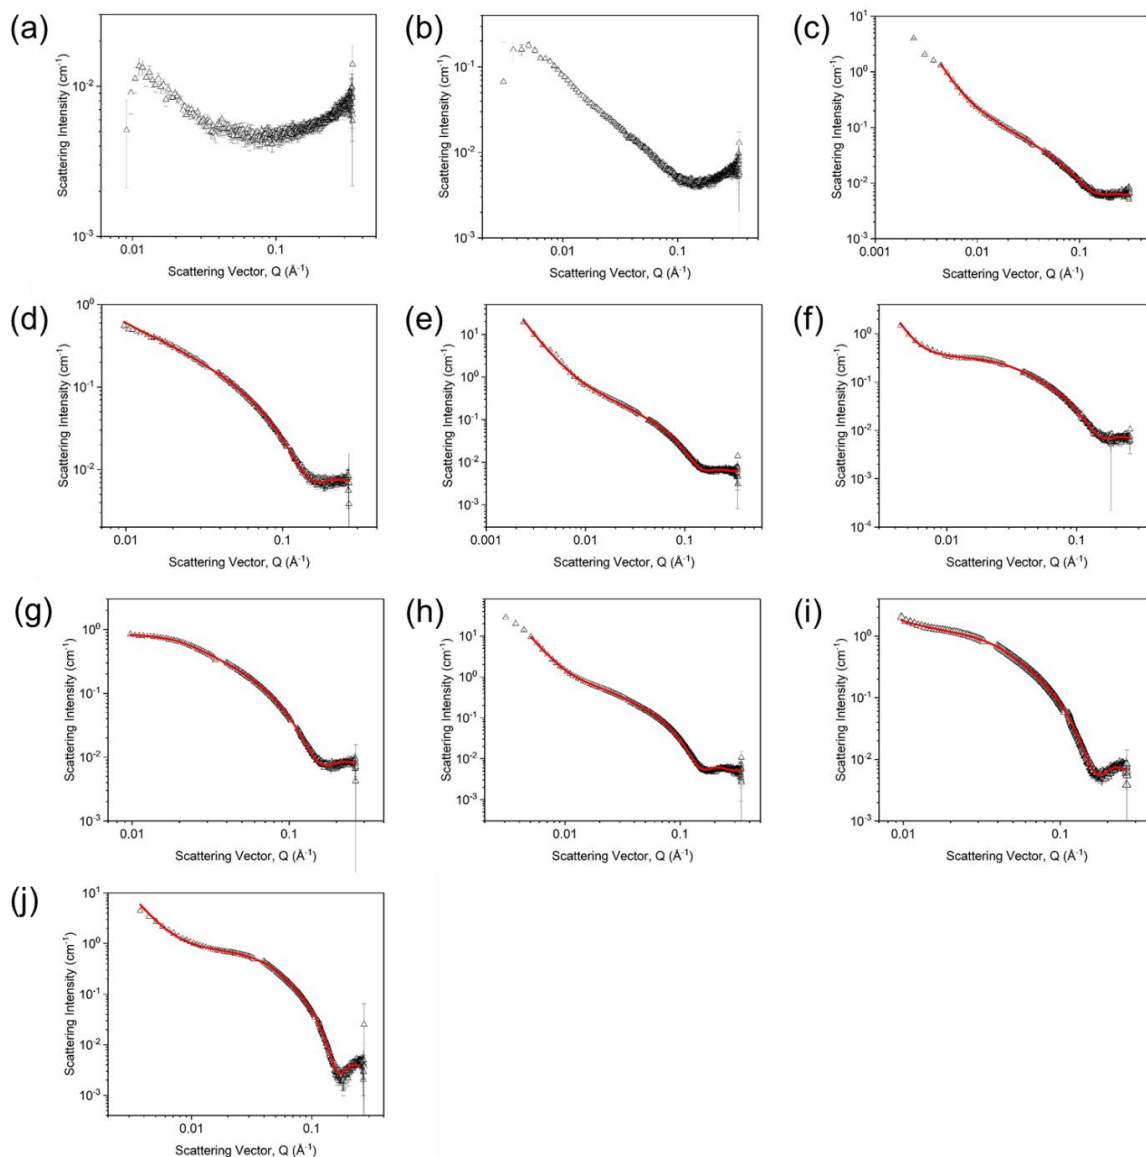 (a)
Scattering Intensity (cm⁻¹)
10⁻²
10⁻³
0.01
0.1
Scattering Vector, Q (Å⁻¹)
(b)
Scattering Intensity (cm⁻¹)
10⁻¹
10⁻²
10⁻³
0.01
0.1
Scattering Vector, Q (Å⁻¹)
(c)
Scattering Intensity (cm⁻¹)
10¹
10⁰
10⁻¹
10⁻²
10⁻³
0.001
0.01
0.1
Scattering Vector, Q (Å⁻¹)
(d)
Scattering Intensity (cm⁻¹)
10⁰
10⁻¹
10⁻²
0.01
0.1
Scattering Vector, Q (Å⁻¹)
(e)
Scattering Intensity (cm⁻¹)
10¹
10⁰
10⁻¹
10⁻²
10⁻³
0.001
0.01
0.1
Scattering Vector, Q (Å⁻¹)
(f)
Scattering Intensity (cm⁻¹)
10⁰
10⁻¹
10⁻²
10⁻³
10⁻⁴
0.01
0.1
Scattering Vector, Q (Å⁻¹)
(g)
Scattering Intensity (cm⁻¹)
10⁰
10⁻¹
10⁻²
10⁻³
0.01
0.1
Scattering Vector, Q (Å⁻¹)
(h)
Scattering Intensity (cm⁻¹)
10¹
10⁰
10⁻¹
10⁻²
10⁻³
0.01
0.1
Scattering Vector, Q (Å⁻¹)
(i)
Scattering Intensity (cm⁻¹)
10⁰
10⁻¹
10⁻²
10⁻³
0.01
0.1
Scattering Vector, Q (Å⁻¹)
(j)
Scattering Intensity (cm⁻¹)
10¹
10⁰
10⁻¹
10⁻²
10⁻³
0.01
0.1
Scattering Vector, Q (Å⁻¹)